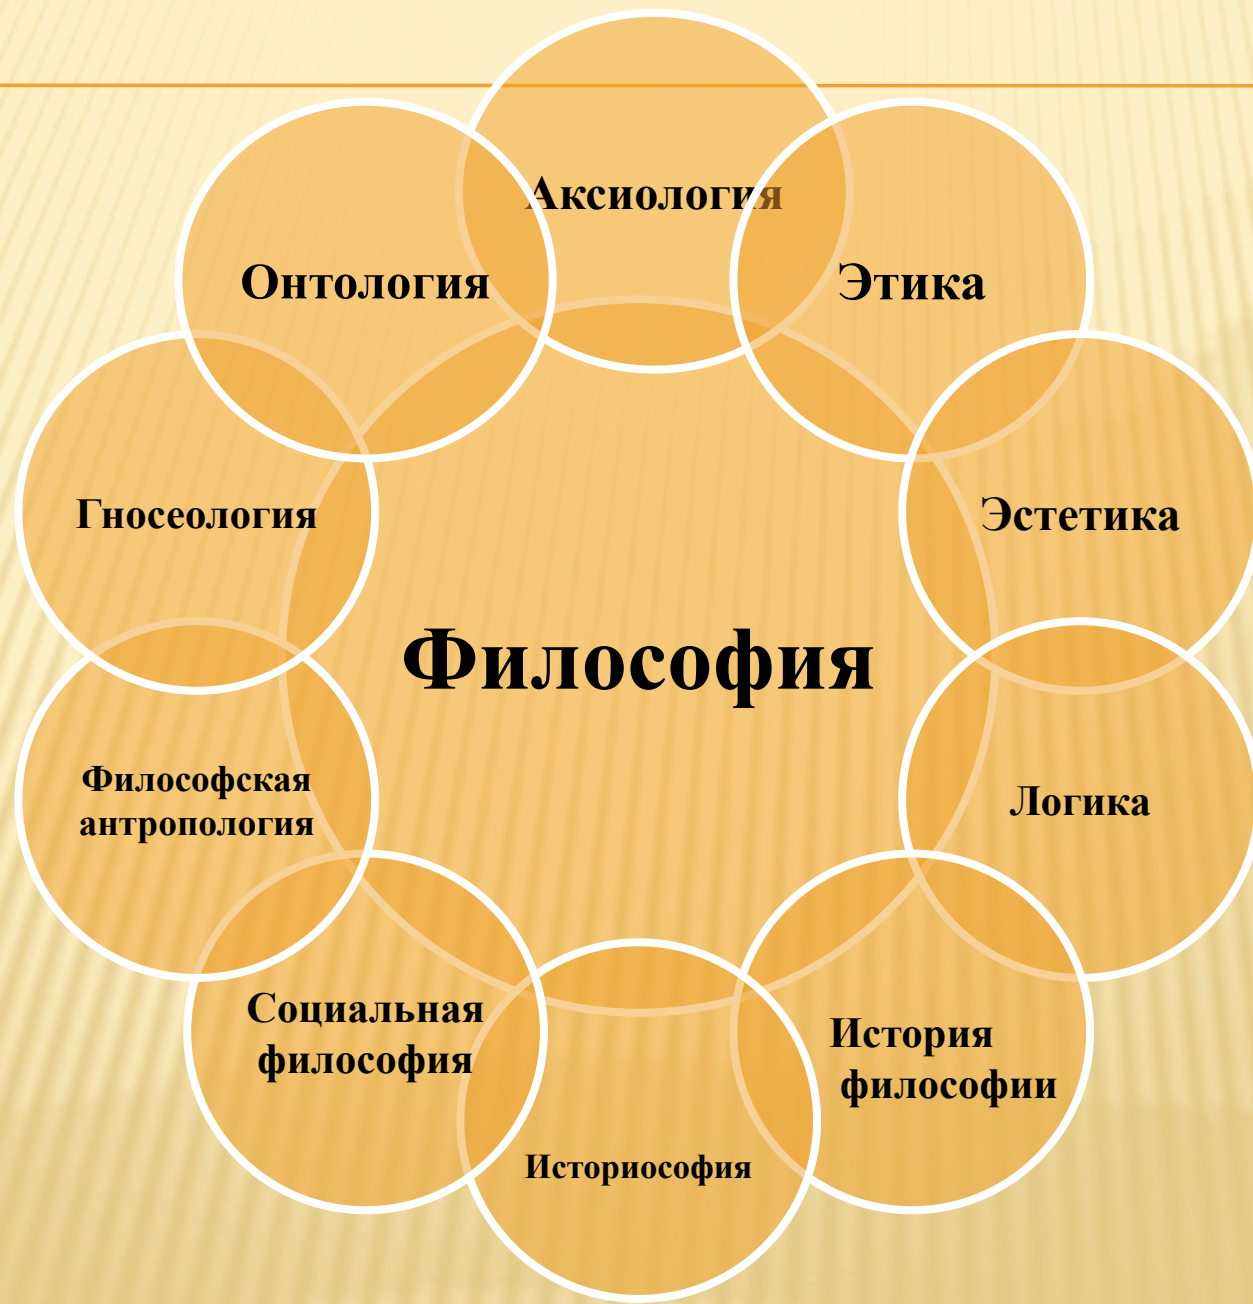 Аксиология
Онтология
Этика
Гносеология
Эстетика
Философия
Философская
антропология
Логика
Социальная
философия
История
философии
Историософия